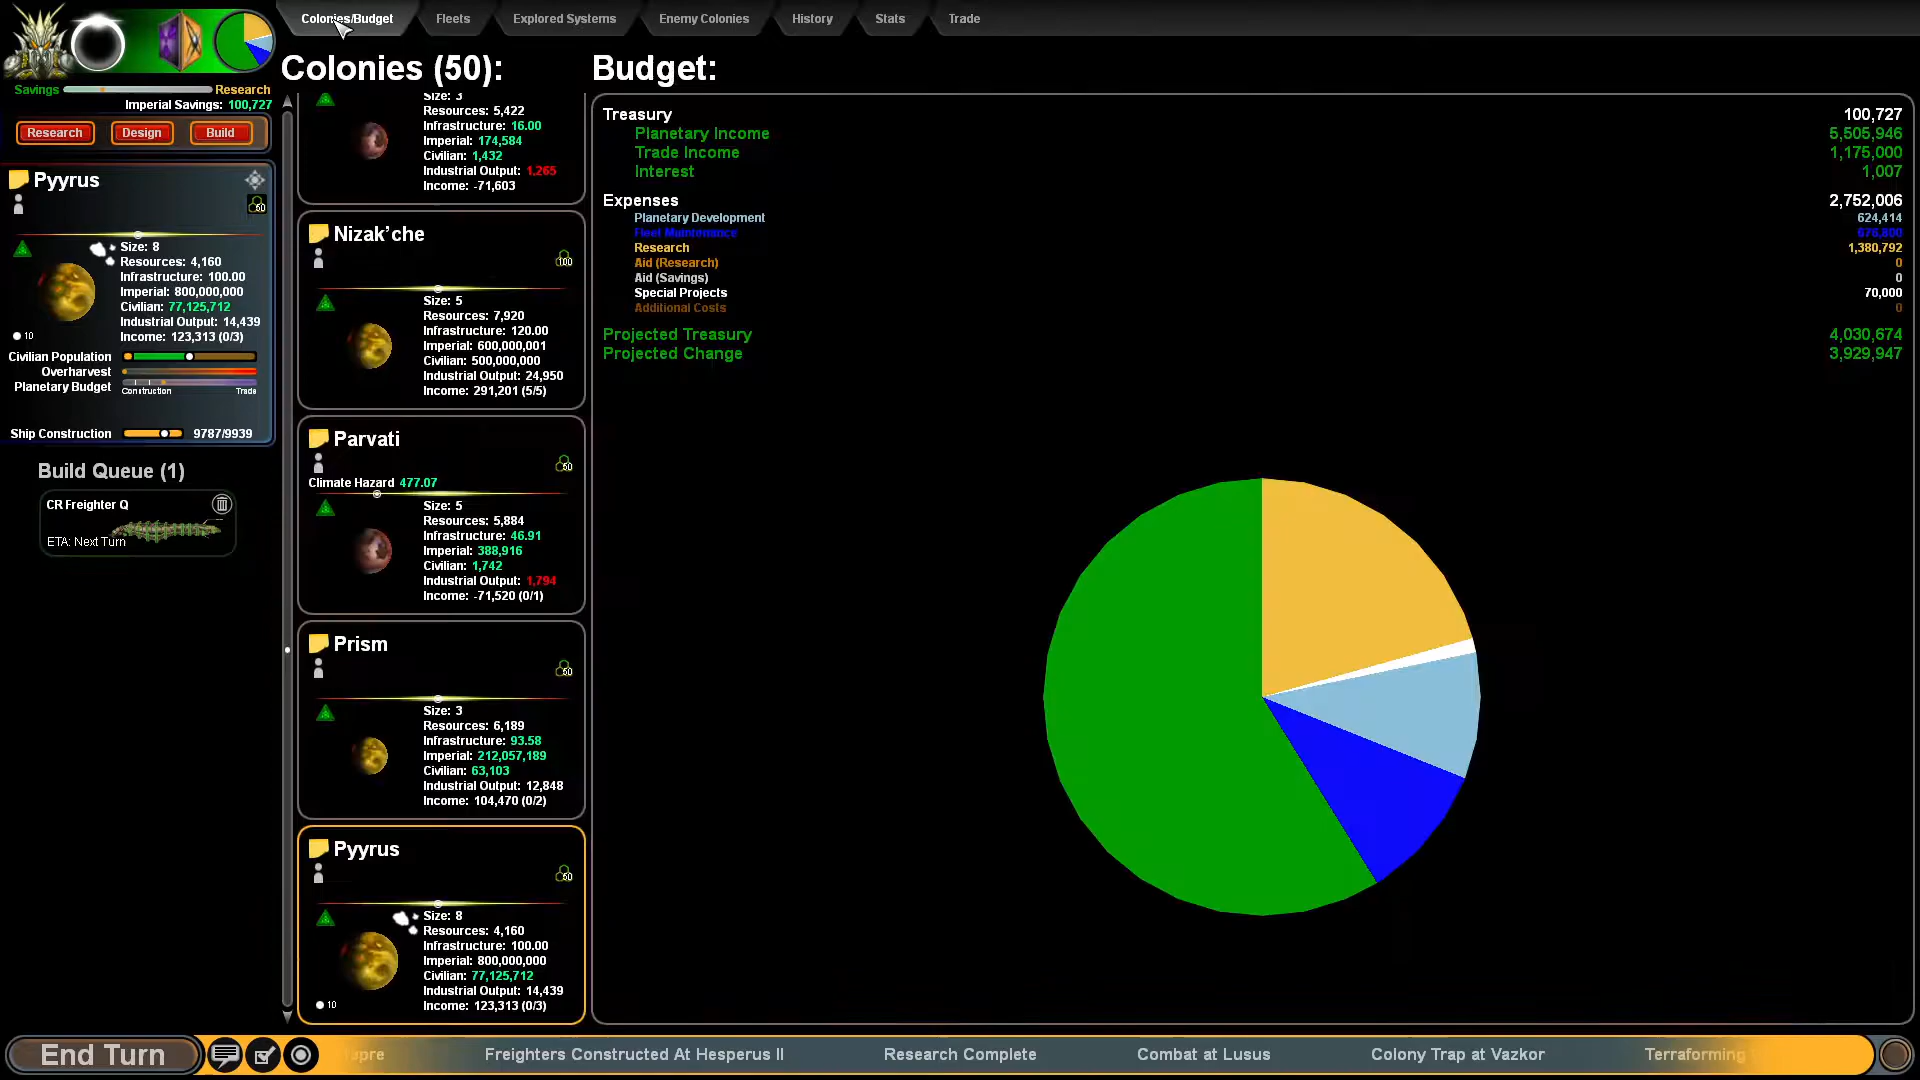 Colonies/Budget
Fleets
Explored Systems
Enemy Colonies
History
Stats
Trade
Savings
Research
Imperial Savings: 100,727
Research
Design
Build
Pyyrus
50
Size: 8
Resources: 4,160
Infrastructure: 100.00
Imperial: 800,000,000
Civilian: 77,125,712
Industrial Output: 14,439
10
Income: 123,313 (0/3)
Civilian Population
Overharvest
Planetary Budget
Construction
Trade
Ship Construction
9787/9939
Build Queue (1)
CR Freighter Q
ETA: Next Turn
Colonies (50):
Size: 3
Resources: 5,422
Infrastructure: 16.00
Imperial: 174,584
Civilian: 1,432
Industrial Output: 1,265
Income: -71,603
Nizak'che
100
Size: 5
Resources: 7,920
Infrastructure: 120.00
Imperial: 600,000,001
Civilian: 500,000,000
Industrial Output: 24,950
Income: 291,201 (5/5)
Parvati
50
Climate Hazard 477.07
Size: 5
Resources: 5,884
Infrastructure: 46.91
Imperial: 388,916
Civilian: 1,742
Industrial Output: 1,794
Income: -71,520 (0/1)
Prism
50
Size: 3
Resources: 6,189
Infrastructure: 93.58
Imperial: 212,057,189
Civilian: 63,103
Industrial Output: 12,848
Income: 104,470 (0/2)
Pyyrus
50
Size: 8
Resources: 4,160
Infrastructure: 100.00
Imperial: 800,000,000
Civilian: 77,125,712
Industrial Output: 14,439
10
Income: 123,313 (0/3)
Budget:
Treasury 100,727
Planetary Income 5,505,946
Trade Income 1,175,000
Interest 1,007
Expenses 2,752,006
Planetary Development 624,414
Fleet Maintenance 676,800
Research 1,380,792
Aid (Research) 0
Aid (Savings) 0
Special Projects 70,000
Additional Costs 0
Projected Treasury 4,030,674
Projected Change 3,929,947
End Turn
Freighters Constructed At Hesperus II
Research Complete
Combat at Lusus
Colony Trap at Vazkor
Terraforming